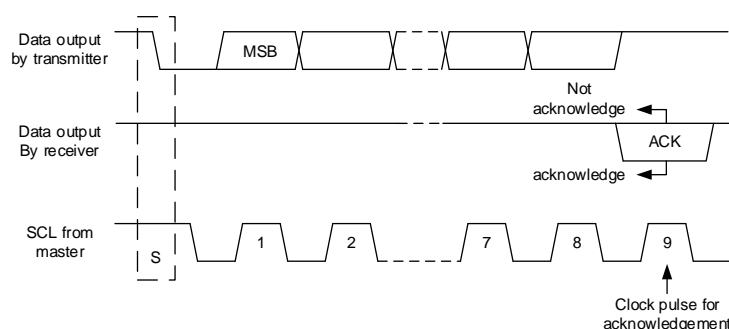 Data output
by transmitter
MSB
Not
acknowledge
Data output
By receiver
ACK
acknowledge
SCL from
master
S
1
2
7
8
9
Clock pulse for
acknowledgement